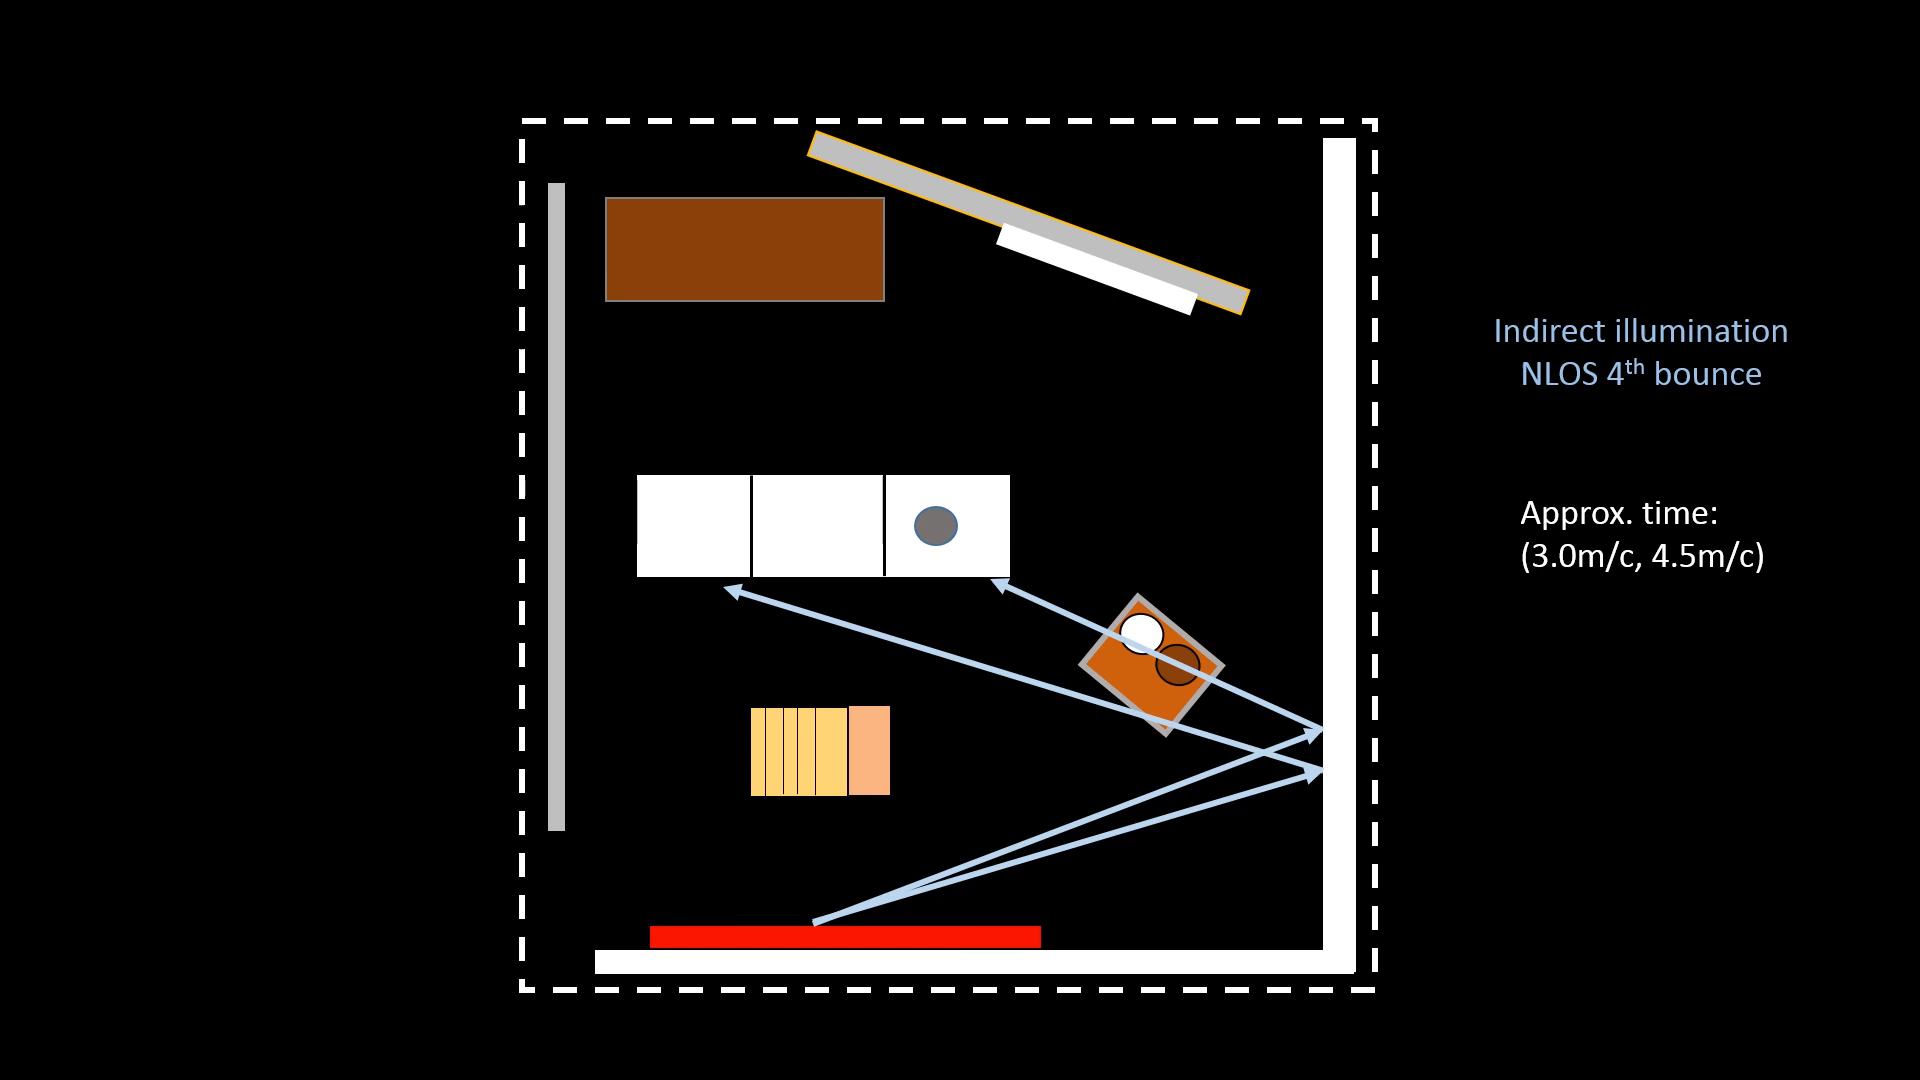 Indirect illumination
NLOS 4th bounce
Approx. time:
(3.0m/c, 4.5m/c)